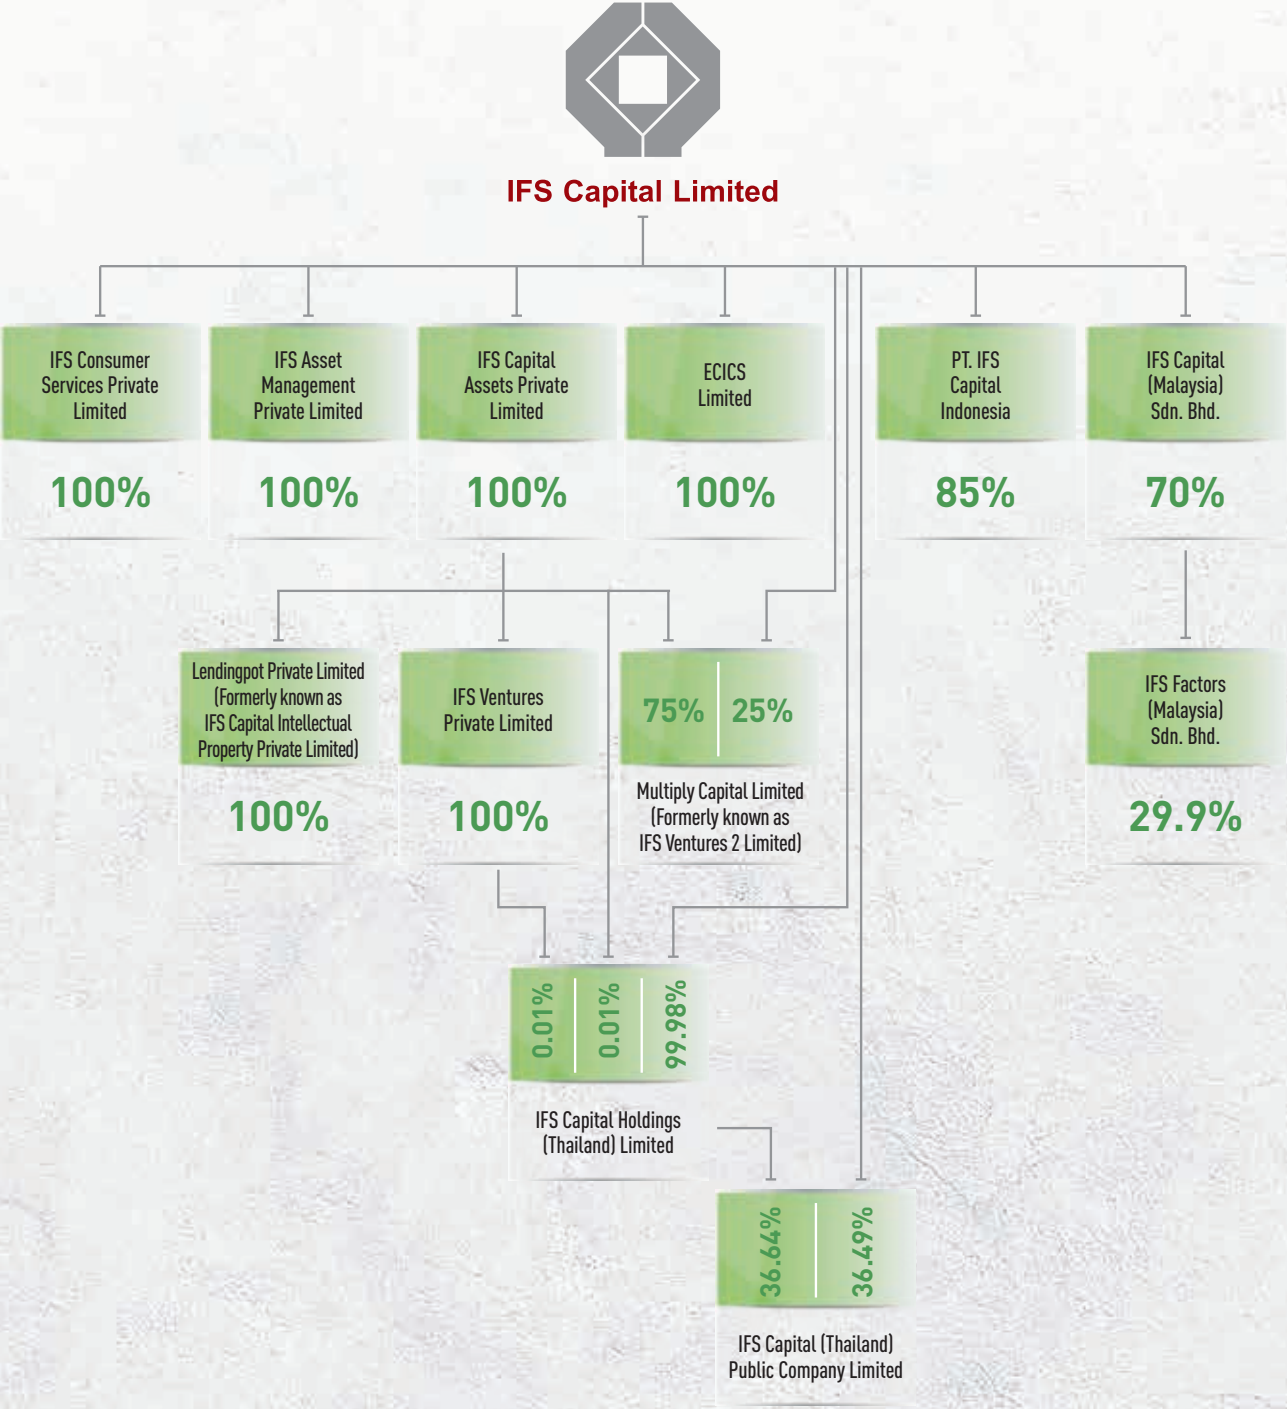 IFS Capital Limited
IFS Consumer
Services Private
Limited
100%
IFS Asset
Management
Private Limited
100%
IFS Capital
Assets Private
Limited
100%
ECICS
Limited
100%
PT. IFS
Capital
Indonesia
85%
IFS Capital
(Malaysia)
Sdn. Bhd.
70%
Lendingpot Private Limited
(Formerly known as
IFS Capital Intellectual
Property Private Limited)
100%
IFS Ventures
Private Limited
100%
75%
25%
Multiply Capital Limited
(Formerly known as
IFS Ventures 2 Limited)
IFS Factors
(Malaysia)
Sdn. Bhd.
29.9%
0.01%
0.01%
99.98%
IFS Capital Holdings
(Thailand) Limited
36.64%
36.49%
IFS Capital (Thailand)
Public Company Limited